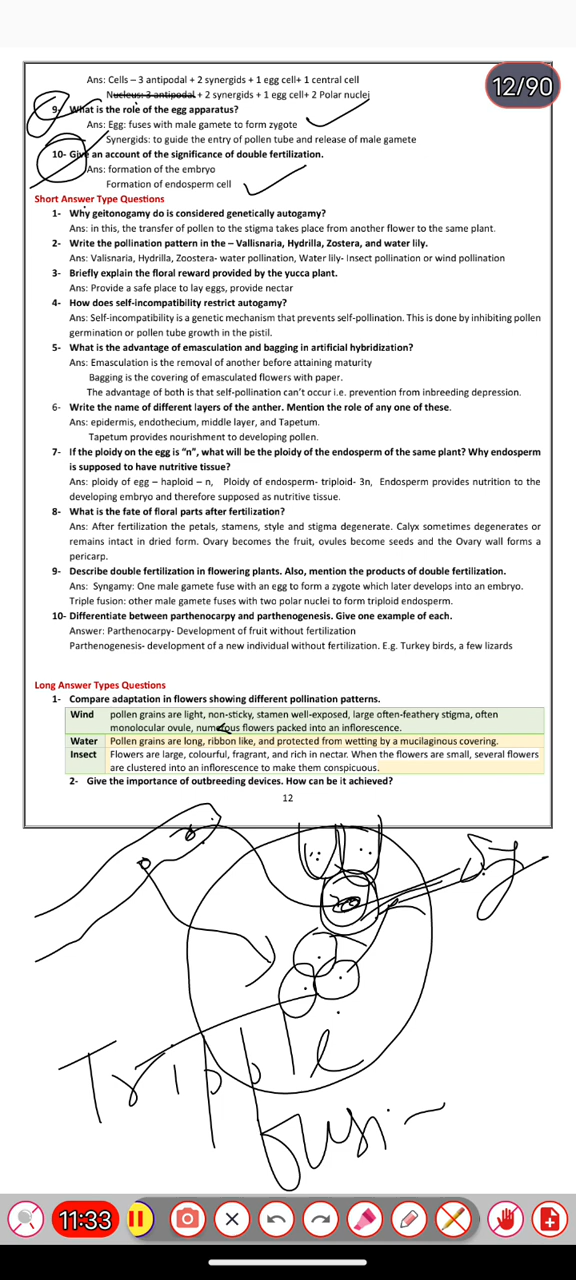 12/90
Ans: Cells – 3 antipodal + 2 synergids + 1 egg cell+ 1 central cell
Nucleus: 3 antipodal + 2 synergids + 1 egg cell+ 2 Polar nuclei
9- What is the role of the egg apparatus?
Ans: Egg: fuses with male gamete to form zygote
Synergids: to guide the entry of pollen tube and release of male gamete
10- Give an account of the significance of double fertilization.
Ans: formation of the embryo
Formation of endosperm cell
Short Answer Type Questions
1- Why geitonogamy do is considered genetically autogamy?
Ans: in this, the transfer of pollen to the stigma takes place from another flower to the same plant.
2- Write the pollination pattern in the – Vallisnaria, Hydrilla, Zostera, and water lily.
Ans: Valisnaria, Hydrilla, Zoostera- water pollination, Water lily- Insect pollination or wind pollination
3- Briefly explain the floral reward provided by the yucca plant.
Ans: Provide a safe place to lay eggs, provide nectar
4- How does self-incompatibility restrict autogamy?
Ans: Self-incompatibility is a genetic mechanism that prevents self-pollination. This is done by inhibiting pollen
germination or pollen tube growth in the pistil.
5- What is the advantage of emasculation and bagging in artificial hybridization?
Ans: Emasculation is the removal of another before attaining maturity
Bagging is the covering of emasculated flowers with paper.
The advantage of both is that self-pollination can't occur i.e. prevention from inbreeding depression.
6- Write the name of different layers of the anther. Mention the role of any one of these.
Ans: epidermis, endothecium, middle layer, and Tapetum.
Tapetum provides nourishment to developing pollen.
7- If the ploidy on the egg is "n", what will be the ploidy of the endosperm of the same plant? Why endosperm
is supposed to have nutritive tissue?
Ans: ploidy of egg – haploid – n, Ploidy of endosperm- triploid- 3n, Endosperm provides nutrition to the
developing embryo and therefore supposed as nutritive tissue.
8- What is the fate of floral parts after fertilization?
Ans: After fertilization the petals, stamens, style and stigma degenerate. Calyx sometimes degenerates or
remains intact in dried form. Ovary becomes the fruit, ovules become seeds and the Ovary wall forms a
pericarp.
9- Describe double fertilization in flowering plants. Also, mention the products of double fertilization.
Ans: Syngamy: One male gamete fuse with an egg to form a zygote which later develops into an embryo.
Triple fusion: other male gamete fuses with two polar nuclei to form triploid endosperm.
10- Differentiate between parthenocarpy and parthenogenesis. Give one example of each.
Answer: Parthenocarpy- Development of fruit without fertilization
Parthenogenesis- development of a new individual without fertilization. E.g. Turkey birds, a few lizards
Long Answer Types Questions
1- Compare adaptation in flowers showing different pollination patterns.
Wind pollen grains are light, non-sticky, stamen well-exposed, large often-feathery stigma, often
monolocular ovule, numerous flowers packed into an inflorescence.
Water Pollen grains are long, ribbon like, and protected from wetting by a mucilaginous covering.
Insect Flowers are large, colourful, fragrant, and rich in nectar. When the flowers are small, several flowers
are clustered into an inflorescence to make them conspicuous.
2- Give the importance of outbreeding devices. How can it be achieved?
12
Sy
Tripple
fusi-
11:33